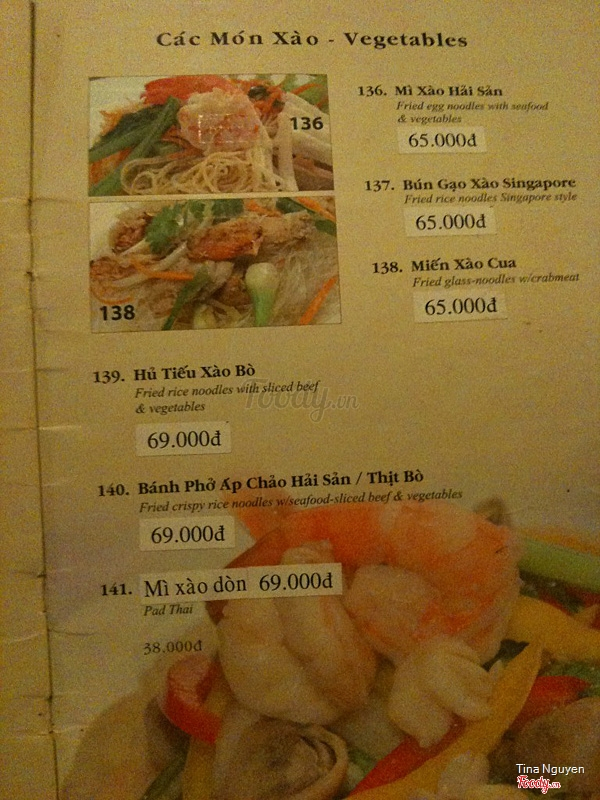 Các Món Xào - Vegetables
136
138
136. Mì Xào Hải Sản
Fried egg noodles with seafood
& vegetables
65.000đ
137. Bún Gạo Xào Singapore
Fried rice noodles Singapore style
65.000đ
138. Miến Xào Cua
Fried glass-noodles w/crabmeat
65.000đ
139. Hủ Tiếu Xào Bò
Fried rice noodles with sliced beef
& vegetables
69.000đ
140. Bánh Phở Áp Chảo Hải Sản / Thịt Bò
Fried crispy rice noodles w/seafood-sliced beef & vegetables
69.000đ
141. Mì xào dòn 69.000đ
Pad Thai
38.000đ
Foody.vn
Tina Nguyen
Foody.vn